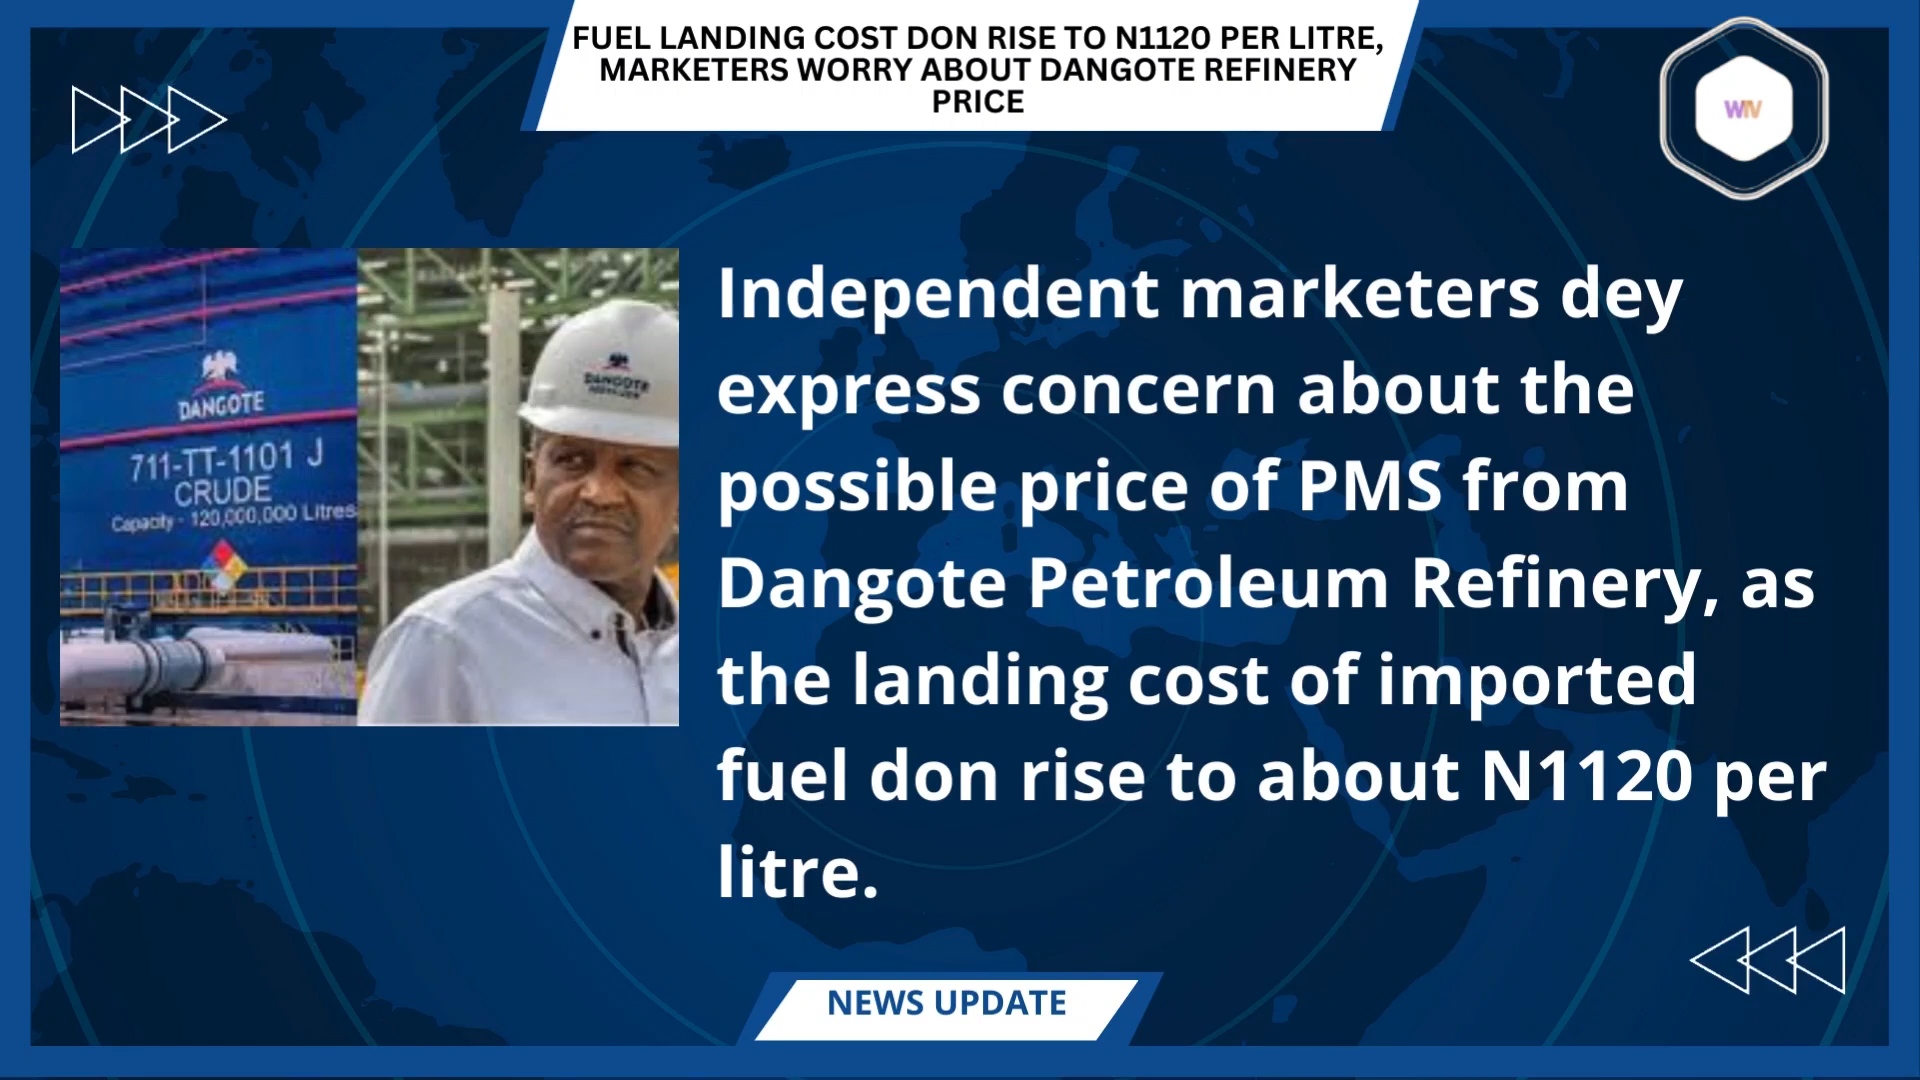 FUEL LANDING COST DON RISE TO N1120 PER LITRE,
MARKETERS WORRY ABOUT DANGOTE REFINERY
PRICE
WIV
DANGOTE
711-TT-1101 J
CRUDE
Capacity - 120,000,000 Litres
DANGOTE
Independent marketers dey
express concern about the
possible price of PMS from
Dangote Petroleum Refinery, as
the landing cost of imported
fuel don rise to about N1120 per
litre.
NEWS UPDATE